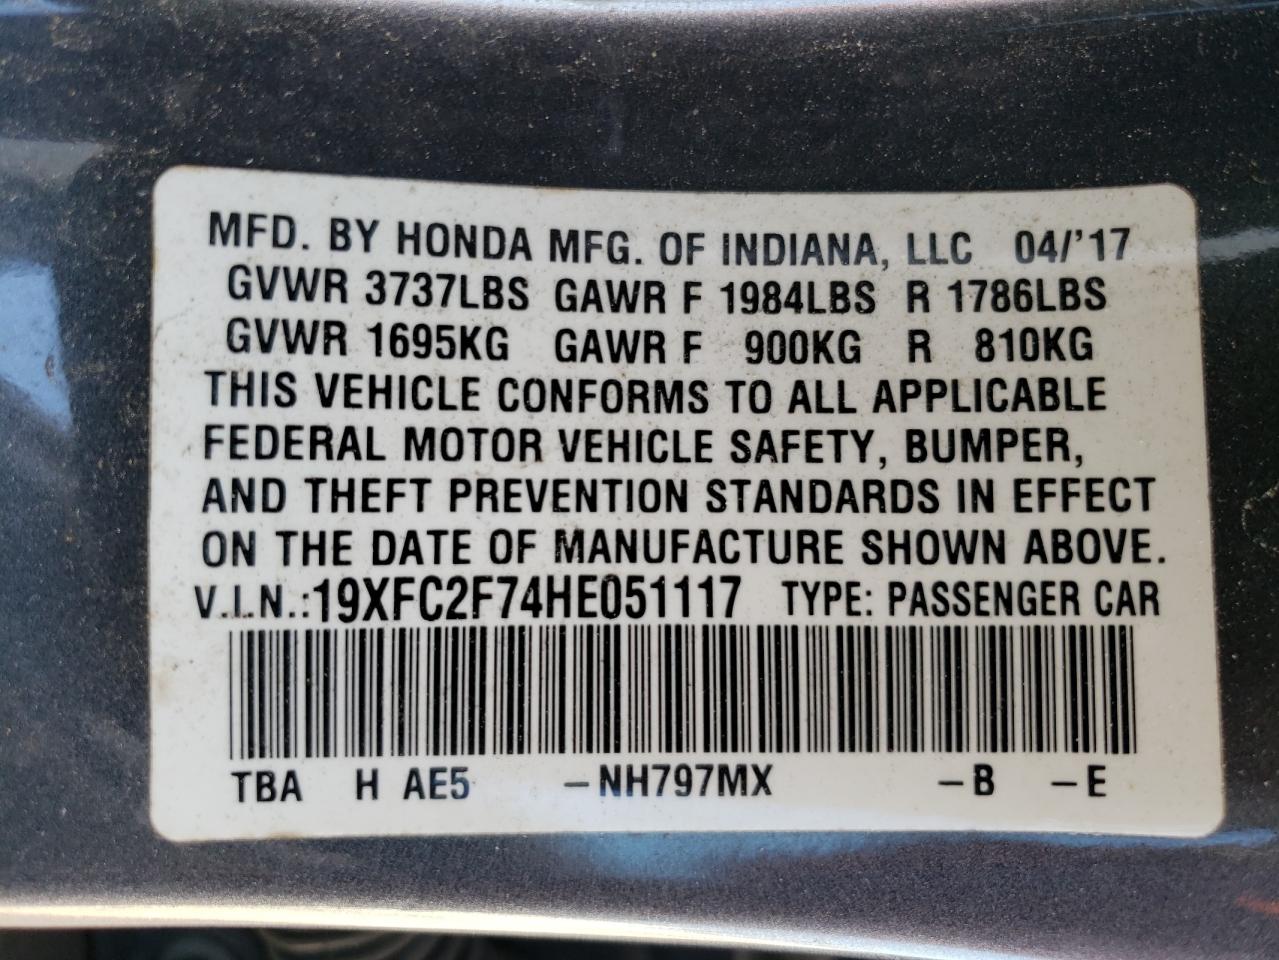 MFD. BY HONDA MFG. OF INDIANA, LLC 04/'17
GVWR 3737LBS GAWR F 1984LBS R 1786LBS
GVWR 1695KG GAWR F 900KG R 810KG
THIS VEHICLE CONFORMS TO ALL APPLICABLE
FEDERAL MOTOR VEHICLE SAFETY, BUMPER,
AND THEFT PREVENTION STANDARDS IN EFFECT
ON THE DATE OF MANUFACTURE SHOWN ABOVE.
V.I.N.:19XFC2F74HE051117 TYPE: PASSENGER CAR
TBA H AE5 –NH797MX –B –E